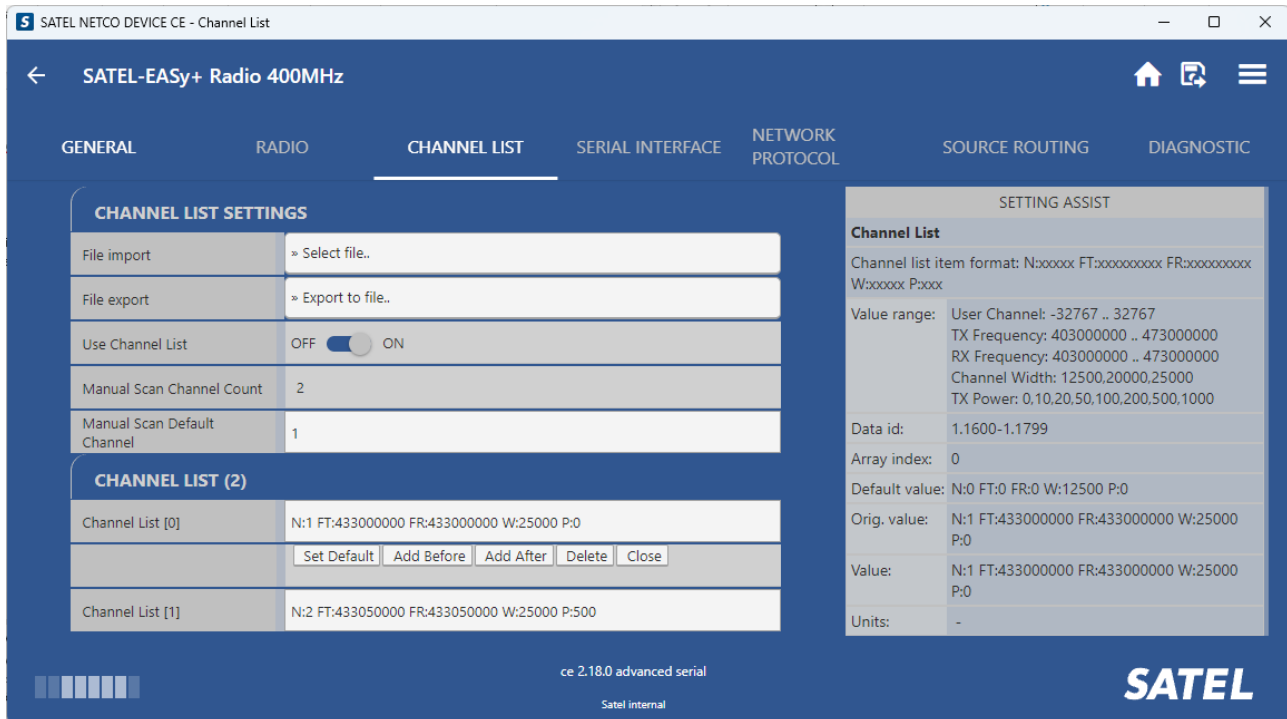 S SATEL NETCO DEVICE CE - Channel List
SATEL-EASy+ Radio 400MHz
GENERAL
RADIO
CHANNEL LIST
SERIAL INTERFACE
NETWORK
PROTOCOL
SOURCE ROUTING
DIAGNOSTIC
CHANNEL LIST SETTINGS
File import
» Select file..
File export
» Export to file..
Use Channel List
OFF ON
Manual Scan Channel Count
2
Manual Scan Default
Channel
1
CHANNEL LIST (2)
Channel List [0]
N:1 FT:433000000 FR:433000000 W:25000 P:0
Set Default Add Before Add After Delete Close
Channel List [1]
N:2 FT:433050000 FR:433050000 W:25000 P:500
SETTING ASSIST
Channel List
Channel list item format: N:xxxxx FT:xxxxxxxxx FR:xxxxxxxxx
W:xxxxx P:xxx
Value range: User Channel: -32767 .. 32767
TX Frequency: 403000000 .. 473000000
RX Frequency: 403000000 .. 473000000
Channel Width: 12500,20000,25000
TX Power: 0,10,20,50,100,200,500,1000
Data id: 1.1600-1.1799
Array index: 0
Default value: N:0 FT:0 FR:0 W:12500 P:0
Orig. value: N:1 FT:433000000 FR:433000000 W:25000
P:0
Value: N:1 FT:433000000 FR:433000000 W:25000
P:0
Units: -
ce 2.18.0 advanced serial
Satel internal
SATEL